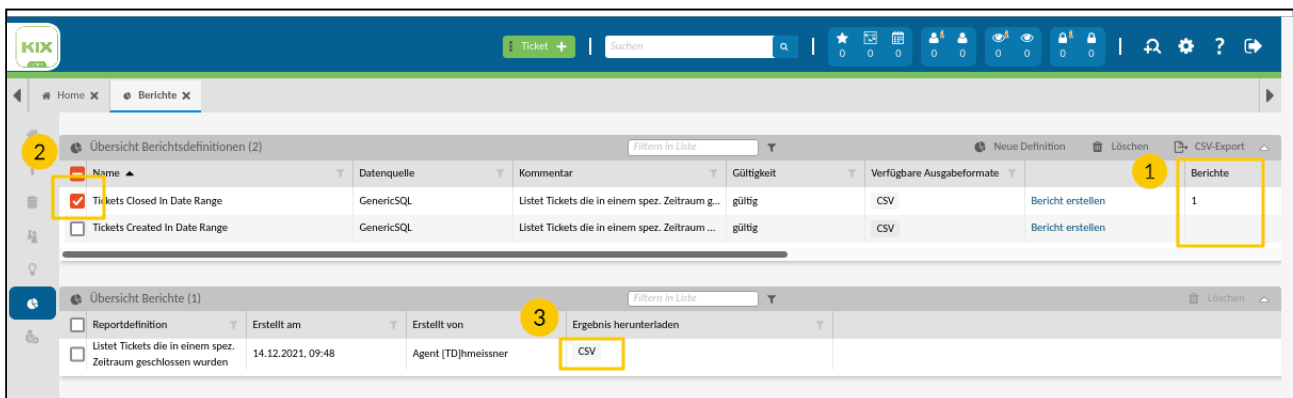 KIX
Ticket +
Suchen
0 0 0 0 0 0 0 0 0
Home
Berichte
2
Übersicht Berichtsdefinitionen (2)
Filtern in Liste
Neue Definition
Löschen
CSV-Export
1
Name
Datenquelle
Kommentar
Gültigkeit
Verfügbare Ausgabeformate
Berichte
Tickets Closed In Date Range
GenericSQL
Listet Tickets die in einem spez. Zeitraum g...
gültig
CSV
Bericht erstellen
1
Tickets Created In Date Range
GenericSQL
Listet Tickets die in einem spez. Zeitraum ...
gültig
CSV
Bericht erstellen
Übersicht Berichte (1)
Filtern in Liste
Löschen
Reportdefinition
Erstellt am
Erstellt von
3
Ergebnis herunterladen
Listet Tickets die in einem spez.
Zeitraum geschlossen wurden
14.12.2021, 09:48
Agent [TD]hmeissner
CSV